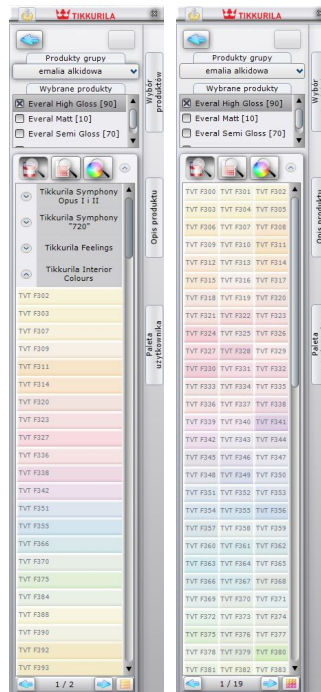 TIKKURILA
Produkty grupy
emalia alkidowa
Wybrane produkty
Everal High Gloss [90]
Everal Matt [10]
Everal Semi Gloss [70]
Tikkurila Symphony
Opus I i II
Tikkurila Symphony
"720"
Tikkurila Feelings
Tikkurila Interior
Colours
TVT F302
TVT F303
TVT F307
TVT F309
TVT F311
TVT F314
TVT F320
TVT F323
TVT F327
TVT F336
TVT F338
TVT F342
TVT F351
TVT F355
TVT F366
TVT F370
TVT F375
TVT F384
TVT F388
TVT F390
TVT F392
TVT F393
1 / 2
Wybór
produktów
Opis produktu
Paleta
użytkownika
TIKKURILA
Produkty grupy
emalia alkidowa
Wybrane produkty
Everal High Gloss [90]
Everal Matt [10]
Everal Semi Gloss [70]
TVT F300 TVT F301 TVT F302
TVT F303 TVT F304 TVT F305
TVT F306 TVT F307 TVT F308
TVT F309 TVT F310 TVT F311
TVT F312 TVT F313 TVT F314
TVT F315 TVT F316 TVT F317
TVT F318 TVT F319 TVT F320
TVT F321 TVT F322 TVT F323
TVT F324 TVT F325 TVT F326
TVT F327 TVT F328 TVT F329
TVT F330 TVT F331 TVT F332
TVT F333 TVT F334 TVT F335
TVT F336 TVT F337 TVT F338
TVT F339 TVT F340 TVT F341
TVT F342 TVT F343 TVT F344
TVT F345 TVT F346 TVT F347
TVT F348 TVT F349 TVT F350
TVT F351 TVT F352 TVT F353
TVT F354 TVT F355 TVT F356
TVT F357 TVT F358 TVT F359
TVT F360 TVT F361 TVT F362
TVT F363 TVT F364 TVT F365
TVT F366 TVT F367 TVT F368
TVT F369 TVT F370 TVT F371
TVT F372 TVT F373 TVT F374
TVT F375 TVT F376 TVT F377
TVT F378 TVT F379 TVT F380
TVT F381 TVT F382 TVT F383
1 / 19
Wybór
Opis produktu
Paleta